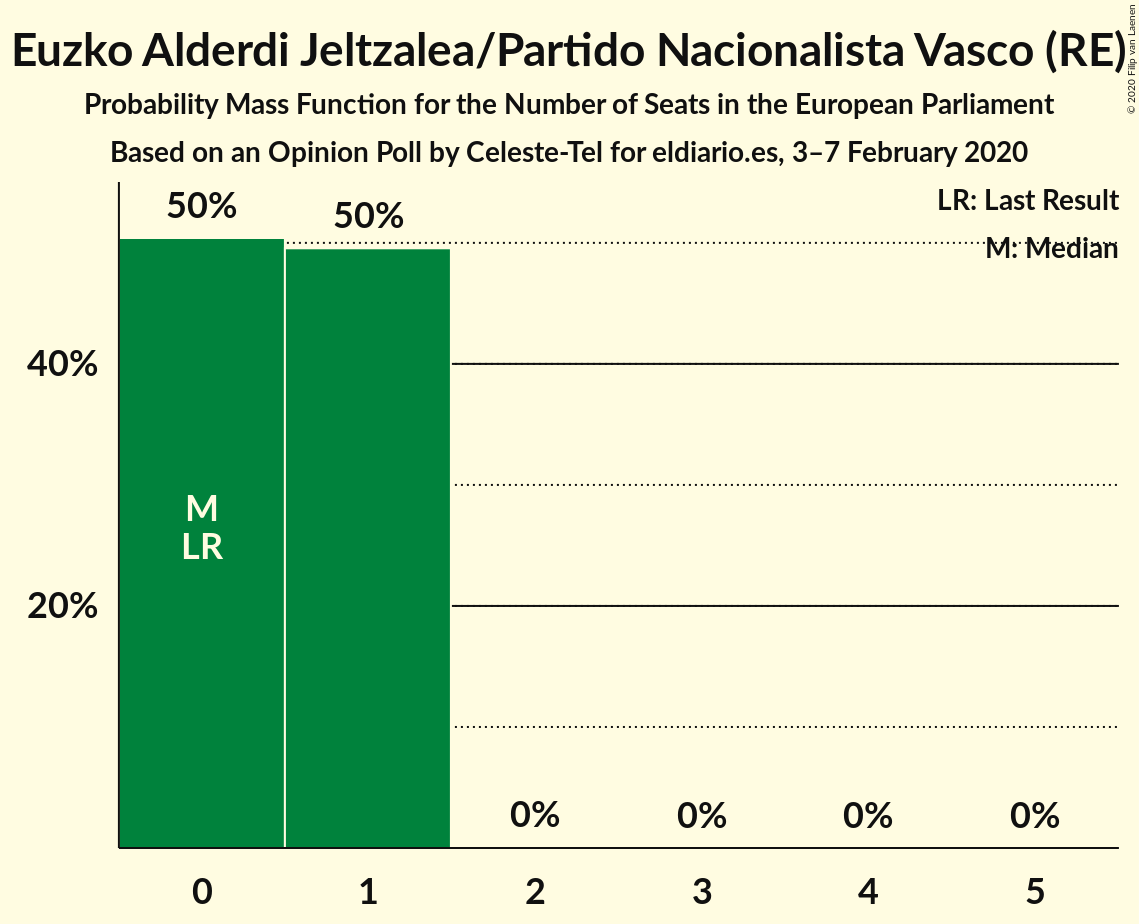 Euzko Alderdi Jeltzalea/Partido Nacionalista Vasco (RE)
© 2020 Filip van Laenen
Probability Mass Function for the Number of Seats in the European Parliament
Based on an Opinion Poll by Celeste-Tel for eldiario.es, 3–7 February 2020
LR: Last Result
M: Median
50%
50%
40%
20%
M
LR
0%
0%
0%
0%
0
1
2
3
4
5